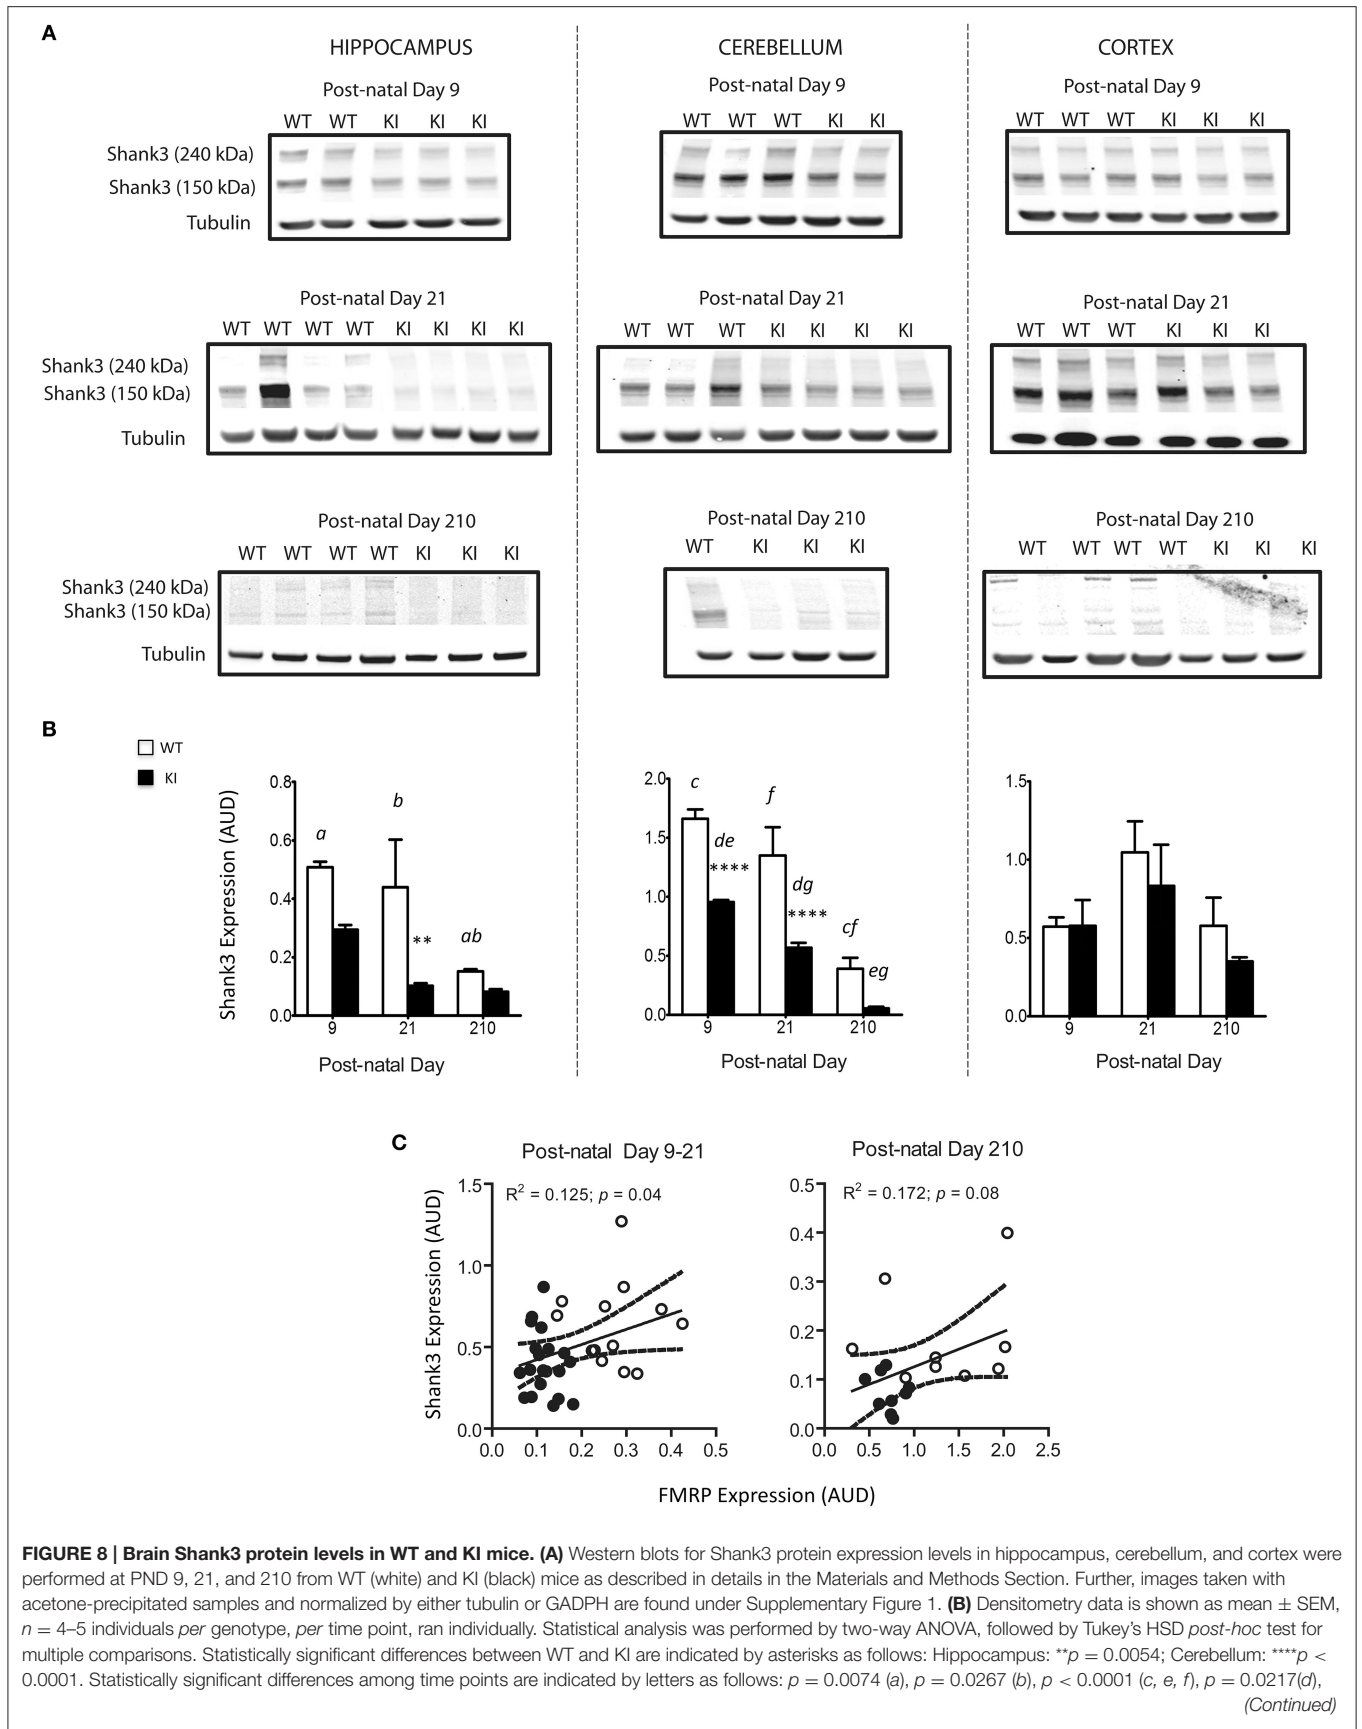 A
HIPPOCAMPUS
Post-natal Day 9
WT WT KI KI KI
Shank3 (240 kDa)
Shank3 (150 kDa)
Tubulin
Post-natal Day 21
WT WT WT WT KI KI KI KI
Shank3 (240 kDa)
Shank3 (150 kDa)
Tubulin
Post-natal Day 210
WT WT WT WT KI KI KI
Shank3 (240 kDa)
Shank3 (150 kDa)
Tubulin
CEREBELLUM
Post-natal Day 9
WT WT WT KI KI
Post-natal Day 21
WT WT WT KI KI KI KI
Post-natal Day 210
WT KI KI KI
CORTEX
Post-natal Day 9
WT WT WT KI KI KI
Post-natal Day 21
WT WT WT KI KI KI
Post-natal Day 210
WT WT WT WT KI KI KI
B
WT
KI
Shank3 Expression (AUD)
0.8
0.6
0.4
0.2
0.0
a
b
**
ab
9 21 210
Post-natal Day
2.0
1.5
1.0
0.5
0.0
c
de
****
f
dg
****
cf
eg
9 21 210
Post-natal Day
1.5
1.0
0.5
0.0
9 21 210
Post-natal Day
C
Post-natal Day 9-21
R² = 0.125; p = 0.04
Shank3 Expression (AUD)
1.5
1.0
0.5
0.0
0.0 0.1 0.2 0.3 0.4 0.5
Post-natal Day 210
R² = 0.172; p = 0.08
0.5
0.4
0.3
0.2
0.1
0.0
0.0 0.5 1.0 1.5 2.0 2.5
FMRP Expression (AUD)
FIGURE 8 | Brain Shank3 protein levels in WT and KI mice. (A) Western blots for Shank3 protein expression levels in hippocampus, cerebellum, and cortex were
performed at PND 9, 21, and 210 from WT (white) and KI (black) mice as described in details in the Materials and Methods Section. Further, images taken with
acetone-precipitated samples and normalized by either tubulin or GADPH are found under Supplementary Figure 1. (B) Densitometry data is shown as mean ± SEM,
n = 4–5 individuals per genotype, per time point, ran individually. Statistical analysis was performed by two-way ANOVA, followed by Tukey's HSD post-hoc test for
multiple comparisons. Statistically significant differences between WT and KI are indicated by asterisks as follows: Hippocampus: **p = 0.0054; Cerebellum: ****p <
0.0001. Statistically significant differences among time points are indicated by letters as follows: p = 0.0074 (a), p = 0.0267 (b), p < 0.0001 (c, e, f), p = 0.0217(d),
(Continued)